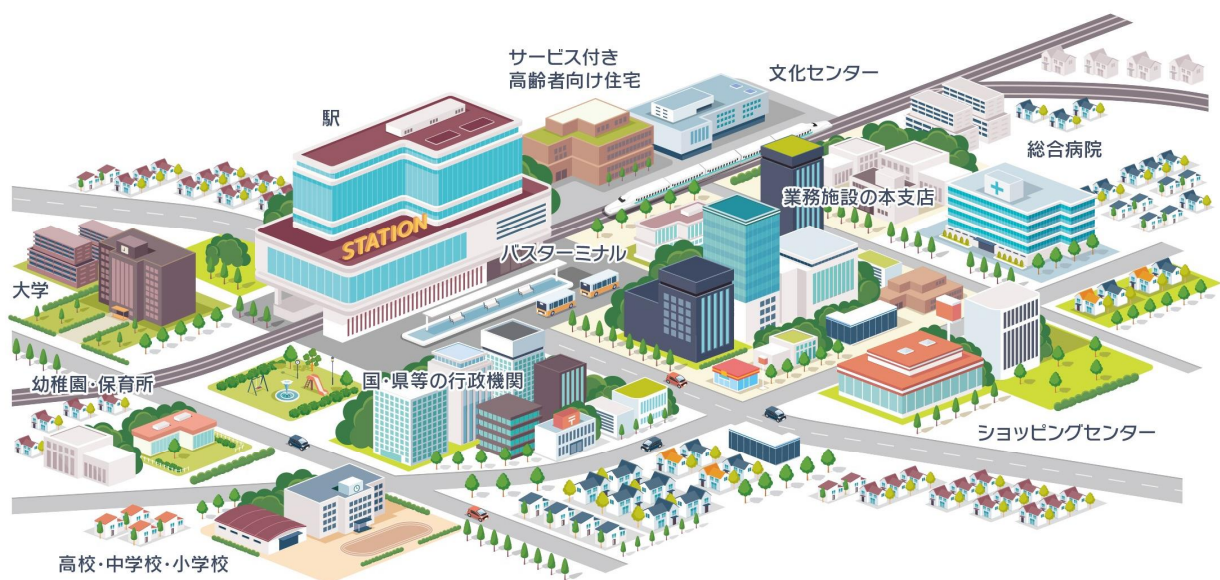 サービス付き
高齢者向け住宅
文化センター
駅
総合病院
業務施設の本支店
STATION
バスターミナル
大学
幼稚園・保育所
国・県等の行政機関
ショッピングセンター
高校・中学校・小学校
〒